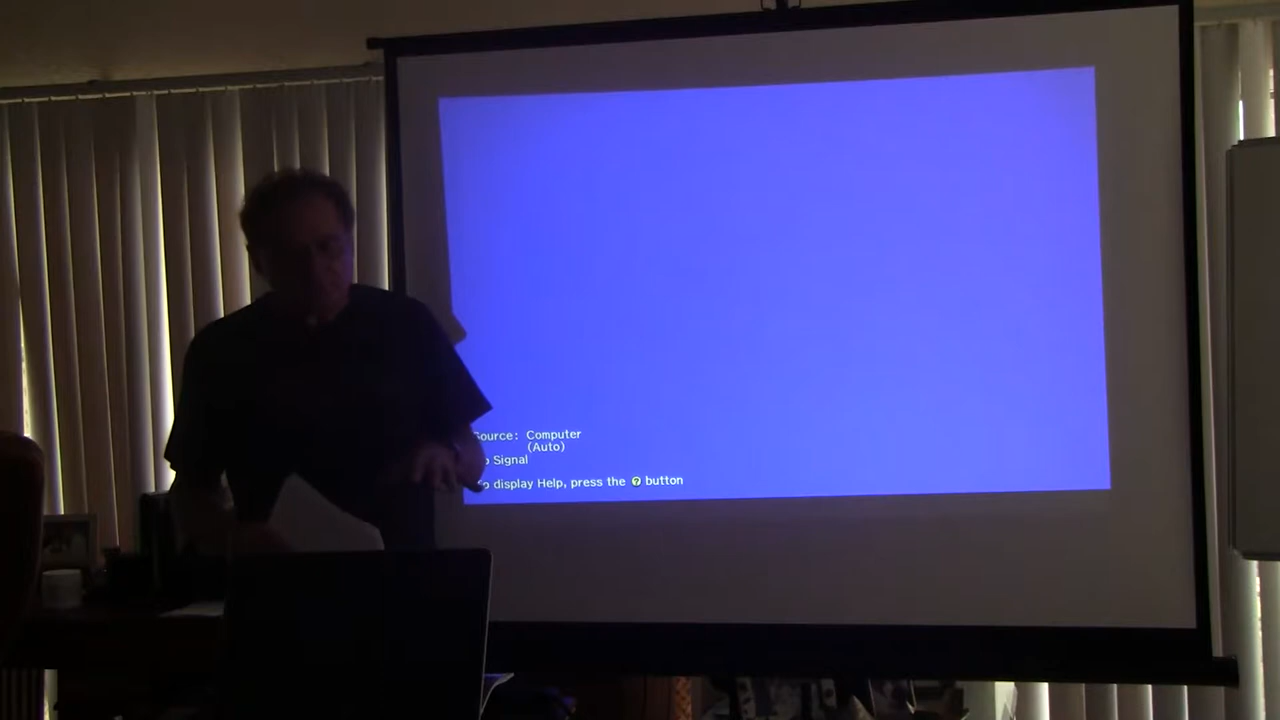 Source: Computer
(Auto)
Signal
display Help, press the ? button